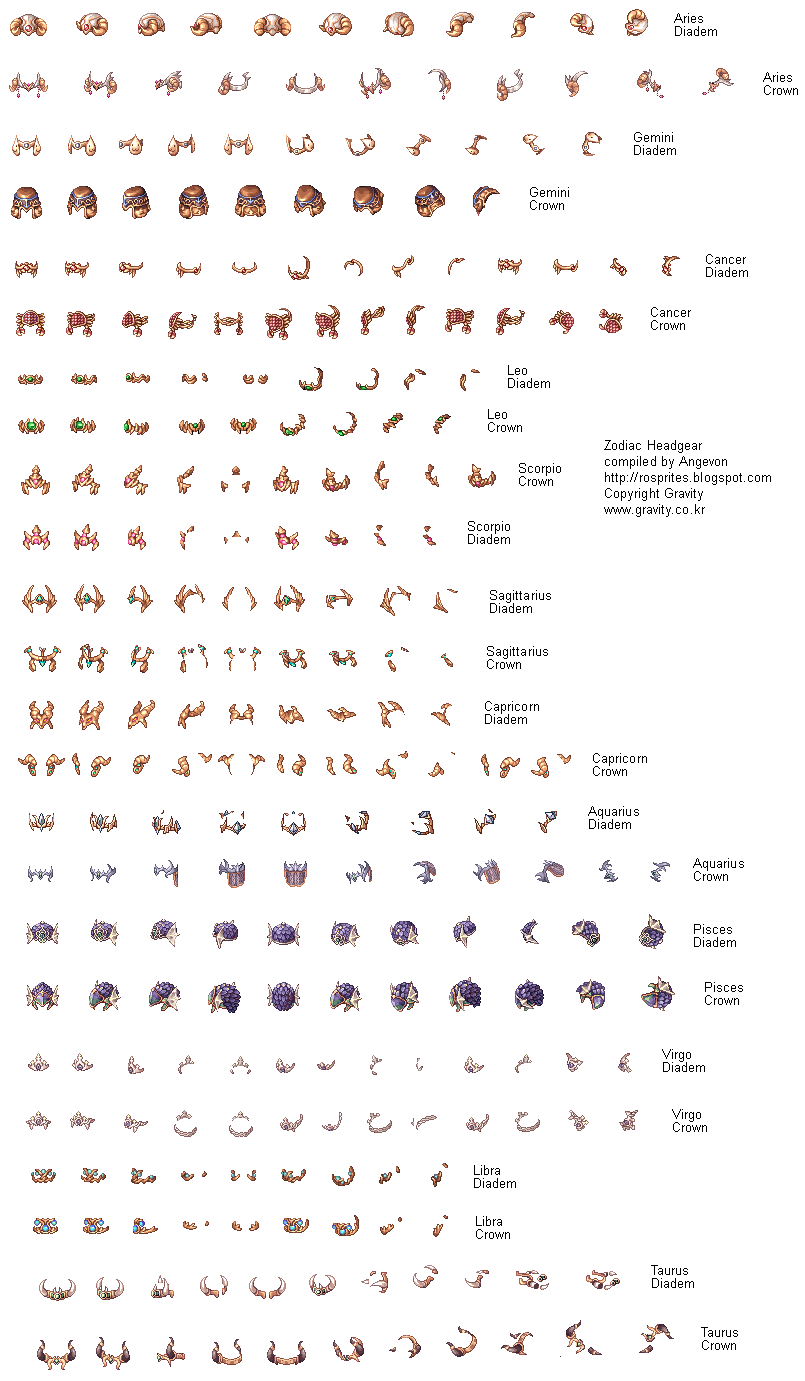 Aries
Diadem
Aries
Crown
Gemini
Diadem
Gemini
Crown
Cancer
Diadem
Cancer
Crown
Leo
Diadem
Leo
Crown
Zodiac Headgear
compiled by Angevon
http://rosprites.blogspot.com
Copyright Gravity
www.gravity.co.kr
Scorpio
Crown
Scorpio
Diadem
Sagittarius
Diadem
Sagittarius
Crown
Capricorn
Diadem
Capricorn
Crown
Aquarius
Diadem
Aquarius
Crown
Pisces
Diadem
Pisces
Crown
Virgo
Diadem
Virgo
Crown
Libra
Diadem
Libra
Crown
Taurus
Diadem
Taurus
Crown